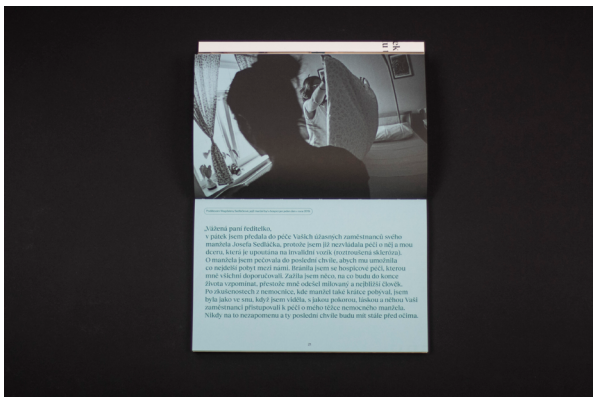 „Vážená paní ředitelko,
v pátek jsem předala do péče Vašich úžasných zaměstnanců svého
manžela Josefa Sedláčka, protože jsem již nezvládala péči o něj a mou
dceru, která je upoutána na invalidní vozík (roztroušená skleróza).
O manžela jsem pečovala do poslední chvíle, abych mu umožnila
co nejdelší pobyt mezi námi. Bránila jsem se hospicové péči, kterou
mně všichni doporučovali. Zažila jsem něco, na co budu do konce
života vzpomínat, přestože mně odešel milovaný a nejbližší člověk.
Po zkušenostech z nemocnice, kde manžel také krátce pobýval, jsem
byla jako ve snu, když jsem viděla, s jakou pokorou, láskou a něhou Vaši
zaměstnanci přistupovali k péči o mého těžce nemocného manžela.
Nikdy na to nezapomenu a ty poslední chvíle budu mít stále před očima.